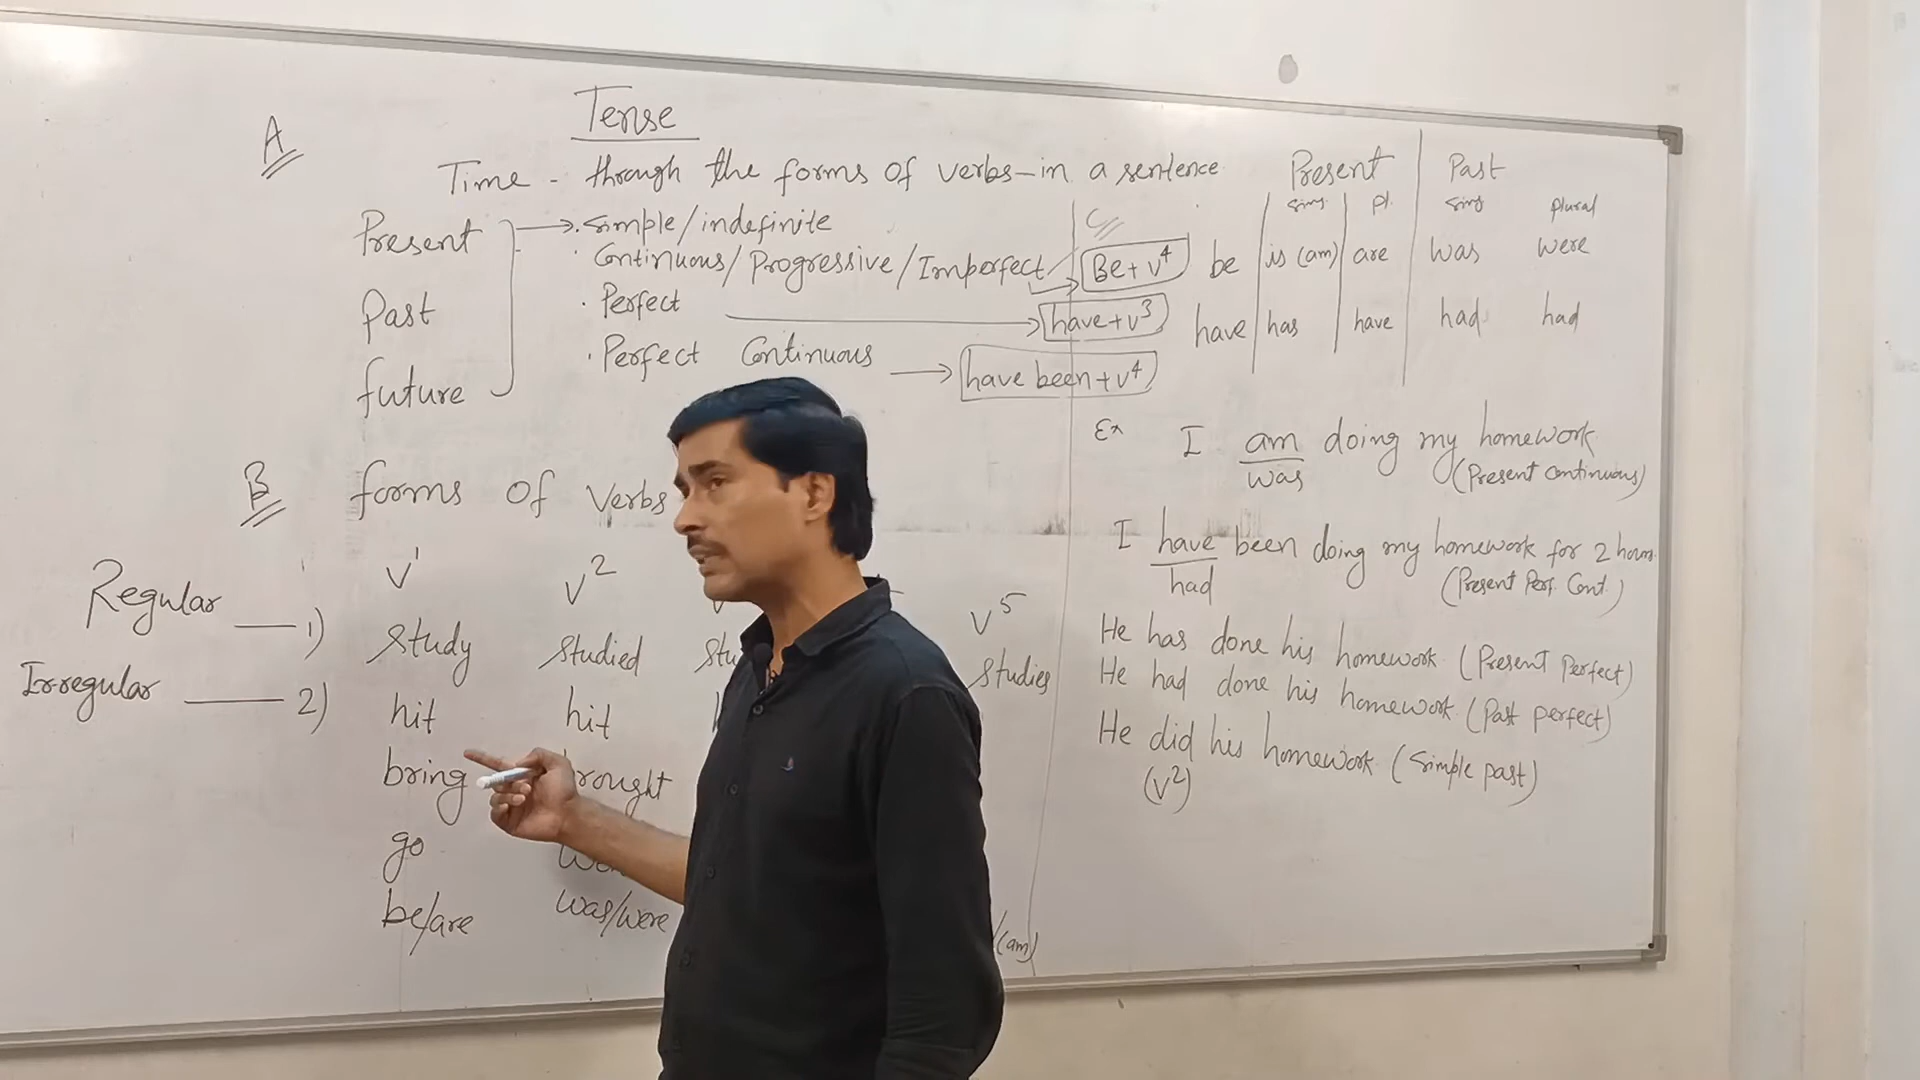 A
Tense
Time - through the forms of verbs - in a sentence
Present
Past
future
→ . Simple/indefinite
. Continuous/Progressive/Imperfect
. Perfect
. Perfect Continuous
C
Be + v⁴
have + v³
have been + v⁴
Present | Past
sing. | pl. | sing | plural
be | is (am) | are | was were
have | has | have | had had
Ex I am doing my homework
was (Present continuous)
I have been doing my homework for 2 hours
had (Present Perf. Cont.)
He has done his homework. (Present Perfect)
He had done his homework. (Past perfect)
He did his homework. (Simple past)
(v²)
B forms of verbs
v¹ v² v⁵
Regular — 1) study studied studies
Irregular — 2) hit hit
bring
go
be/are was/were (am)